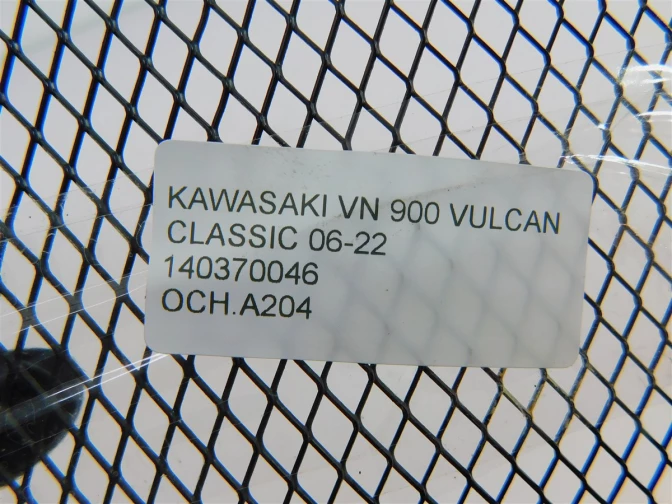 KAWASAKI VN 900 VULCAN
CLASSIC 06-22
140370046
OCH.A204